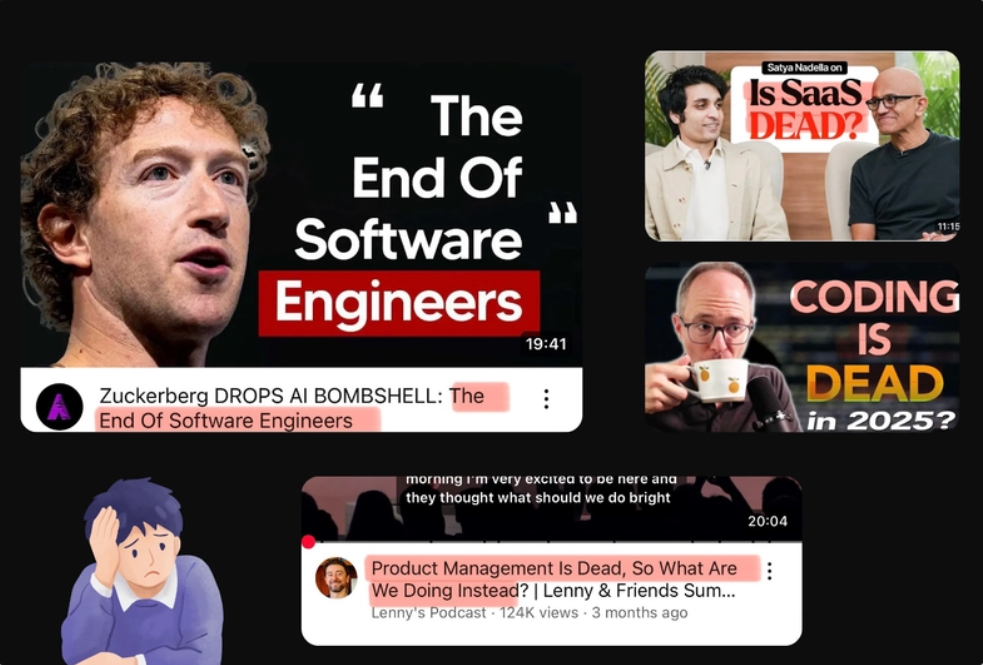 “ The
End Of
Software ”
Engineers
19:41
Zuckerberg DROPS AI BOMBSHELL: The
End Of Software Engineers
Satya Nadella on
Is SaaS
DEAD?
11:15
CODING
IS
DEAD
in 2025?
morning I'm very excited to be here and
they thought what should we do bright
20:04
Product Management Is Dead, So What Are
We Doing Instead? | Lenny & Friends Sum...
Lenny's Podcast · 124K views · 3 months ago